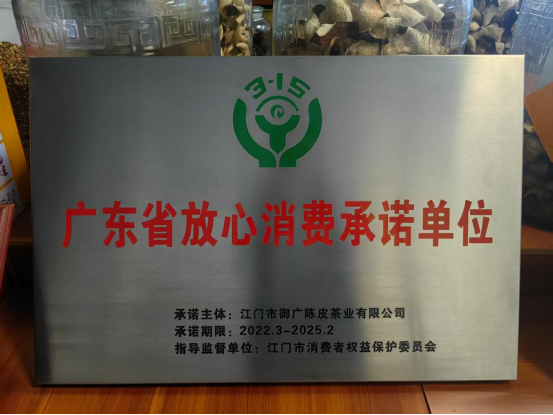 3·15
广东省放心消费承诺单位
承诺主体：江门市御广陈皮茶业有限公司
承诺期限：2022.3-2025.2
指导监督单位：江门市消费者权益保护委员会